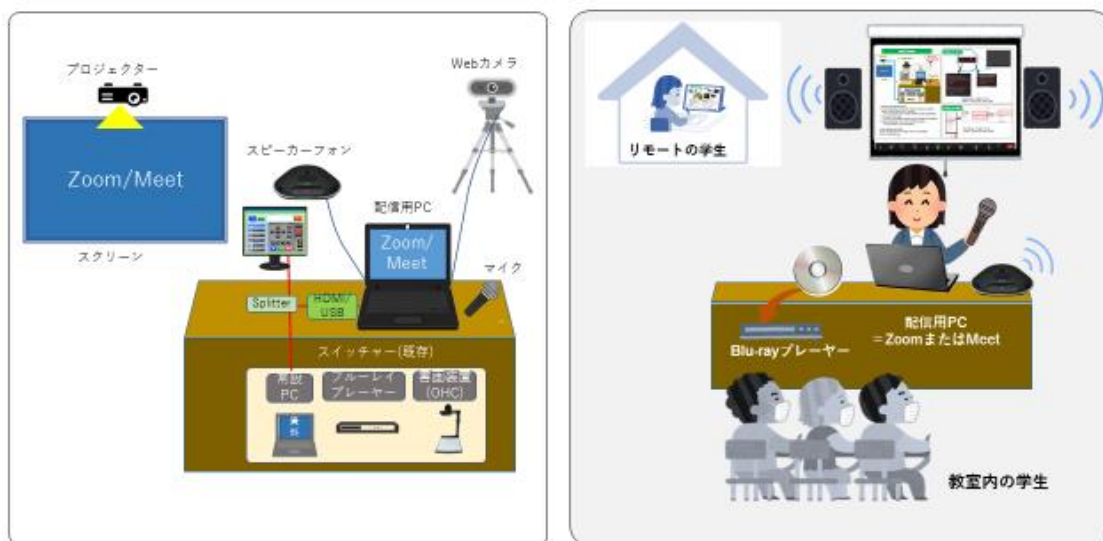 プロジェクター
Webカメラ
スピーカーフォン
Zoom/Meet
配信用PC
Zoom/
Meet
スクリーン
マイク
Splitter
HDMI/
USB
スイッチャー(既存)
常設
PC
ブルーレイ
プレーヤー
書画装置
(OHC)
資
料
リモートの学生
Blu-rayプレーヤー
配信用PC
=ZoomまたはMeet
教室内の学生